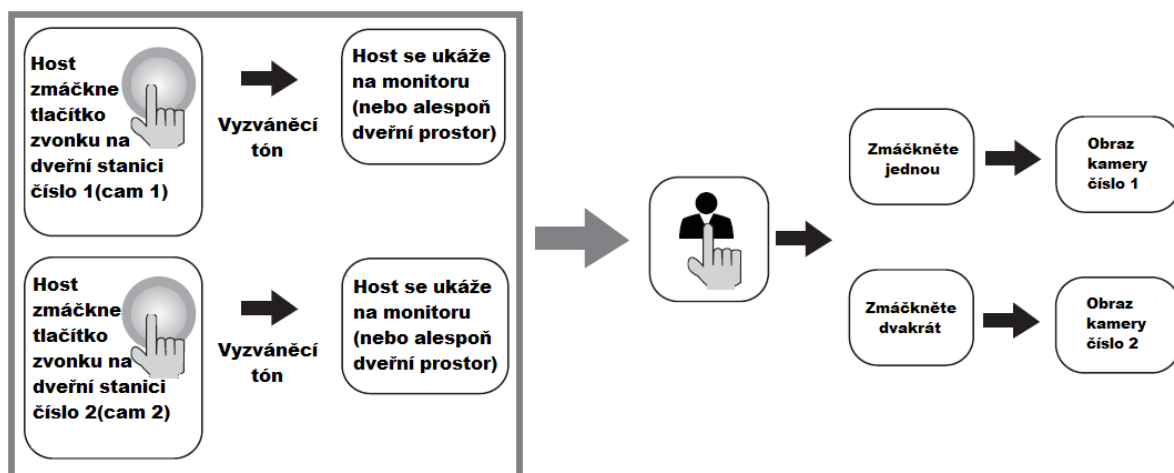 Host
zmáčkne
tlačítko
zvonku na
dveřní stanici
číslo 1(cam 1)
Vyzváněcí
tón
Host se ukáže
na monitoru
(nebo alespoň
dveřní prostor)
Host
zmáčkne
tlačítko
zvonku na
dveřní stanici
číslo 2(cam 2)
Vyzváněcí
tón
Host se ukáže
na monitoru
(nebo alespoň
dveřní prostor)
Zmáčkněte
jednou
Obraz
kamery
číslo 1
Zmáčkněte
dvakrát
Obraz
kamery
číslo 2